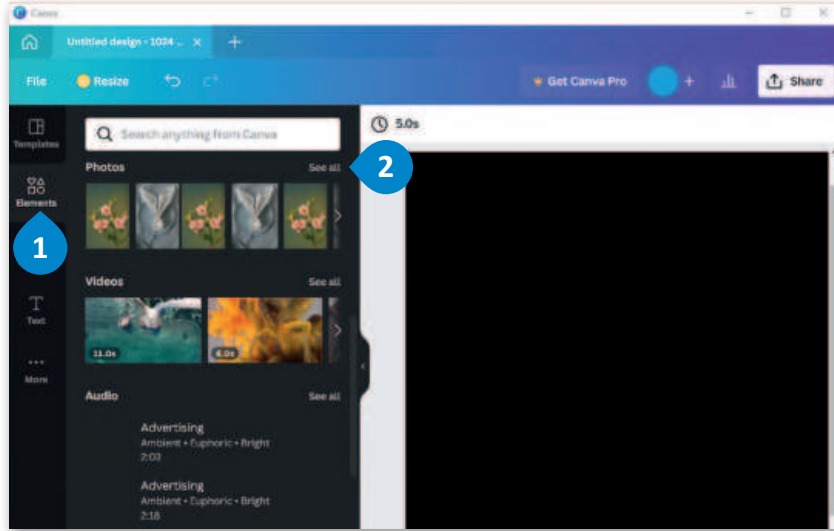 Canva
Untitled design - 1024 ...
File
Resize
Get Canva Pro
Share
Templates
Search anything from Canva
5.0s
Photos
See all
2
Elements
1
Videos
See all
11.0s
6.0s
Text
More
Audio
See all
Advertising
Ambient • Euphoric • Bright
2:03
Advertising
Ambient • Euphoric • Bright
2:18